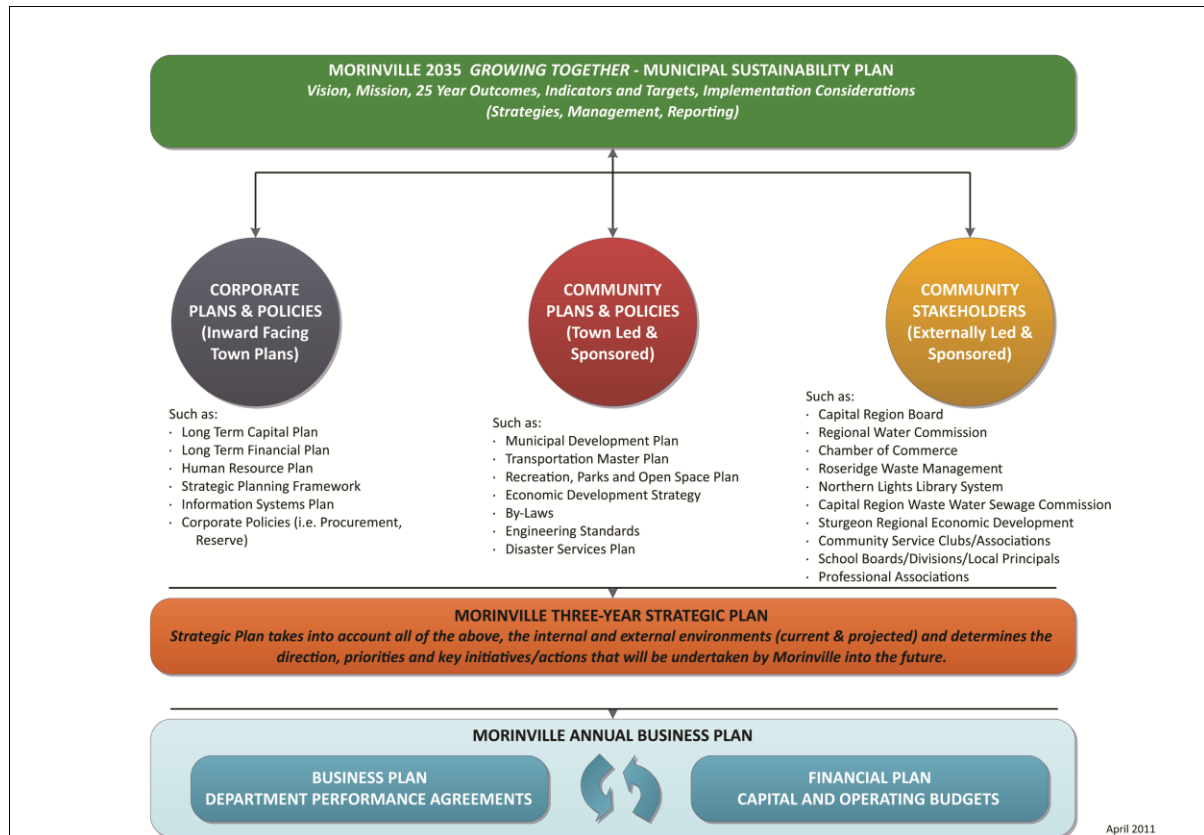 MORINVILLE 2035 GROWING TOGETHER - MUNICIPAL SUSTAINABILITY PLAN
Vision, Mission, 25 Year Outcomes, Indicators and Targets, Implementation Considerations
(Strategies, Management, Reporting)
CORPORATE
PLANS & POLICIES
(Inward Facing
Town Plans)
Such as:
· Long Term Capital Plan
· Long Term Financial Plan
· Human Resource Plan
· Strategic Planning Framework
· Information Systems Plan
· Corporate Policies (i.e. Procurement,
Reserve)
COMMUNITY
PLANS & POLICIES
(Town Led &
Sponsored)
Such as:
· Municipal Development Plan
· Transportation Master Plan
· Recreation, Parks and Open Space Plan
· Economic Development Strategy
· By-Laws
· Engineering Standards
· Disaster Services Plan
COMMUNITY
STAKEHOLDERS
(Externally Led &
Sponsored)
Such as:
· Capital Region Board
· Regional Water Commission
· Chamber of Commerce
· Roseridge Waste Management
· Northern Lights Library System
· Capital Region Waste Water Sewage Commission
· Sturgeon Regional Economic Development
· Community Service Clubs/Associations
· School Boards/Divisions/Local Principals
· Professional Associations
MORINVILLE THREE-YEAR STRATEGIC PLAN
Strategic Plan takes into account all of the above, the internal and external environments (current & projected) and determines the
direction, priorities and key initiatives/actions that will be undertaken by Morinville into the future.
MORINVILLE ANNUAL BUSINESS PLAN
BUSINESS PLAN
DEPARTMENT PERFORMANCE AGREEMENTS
FINANCIAL PLAN
CAPITAL AND OPERATING BUDGETS
April 2011